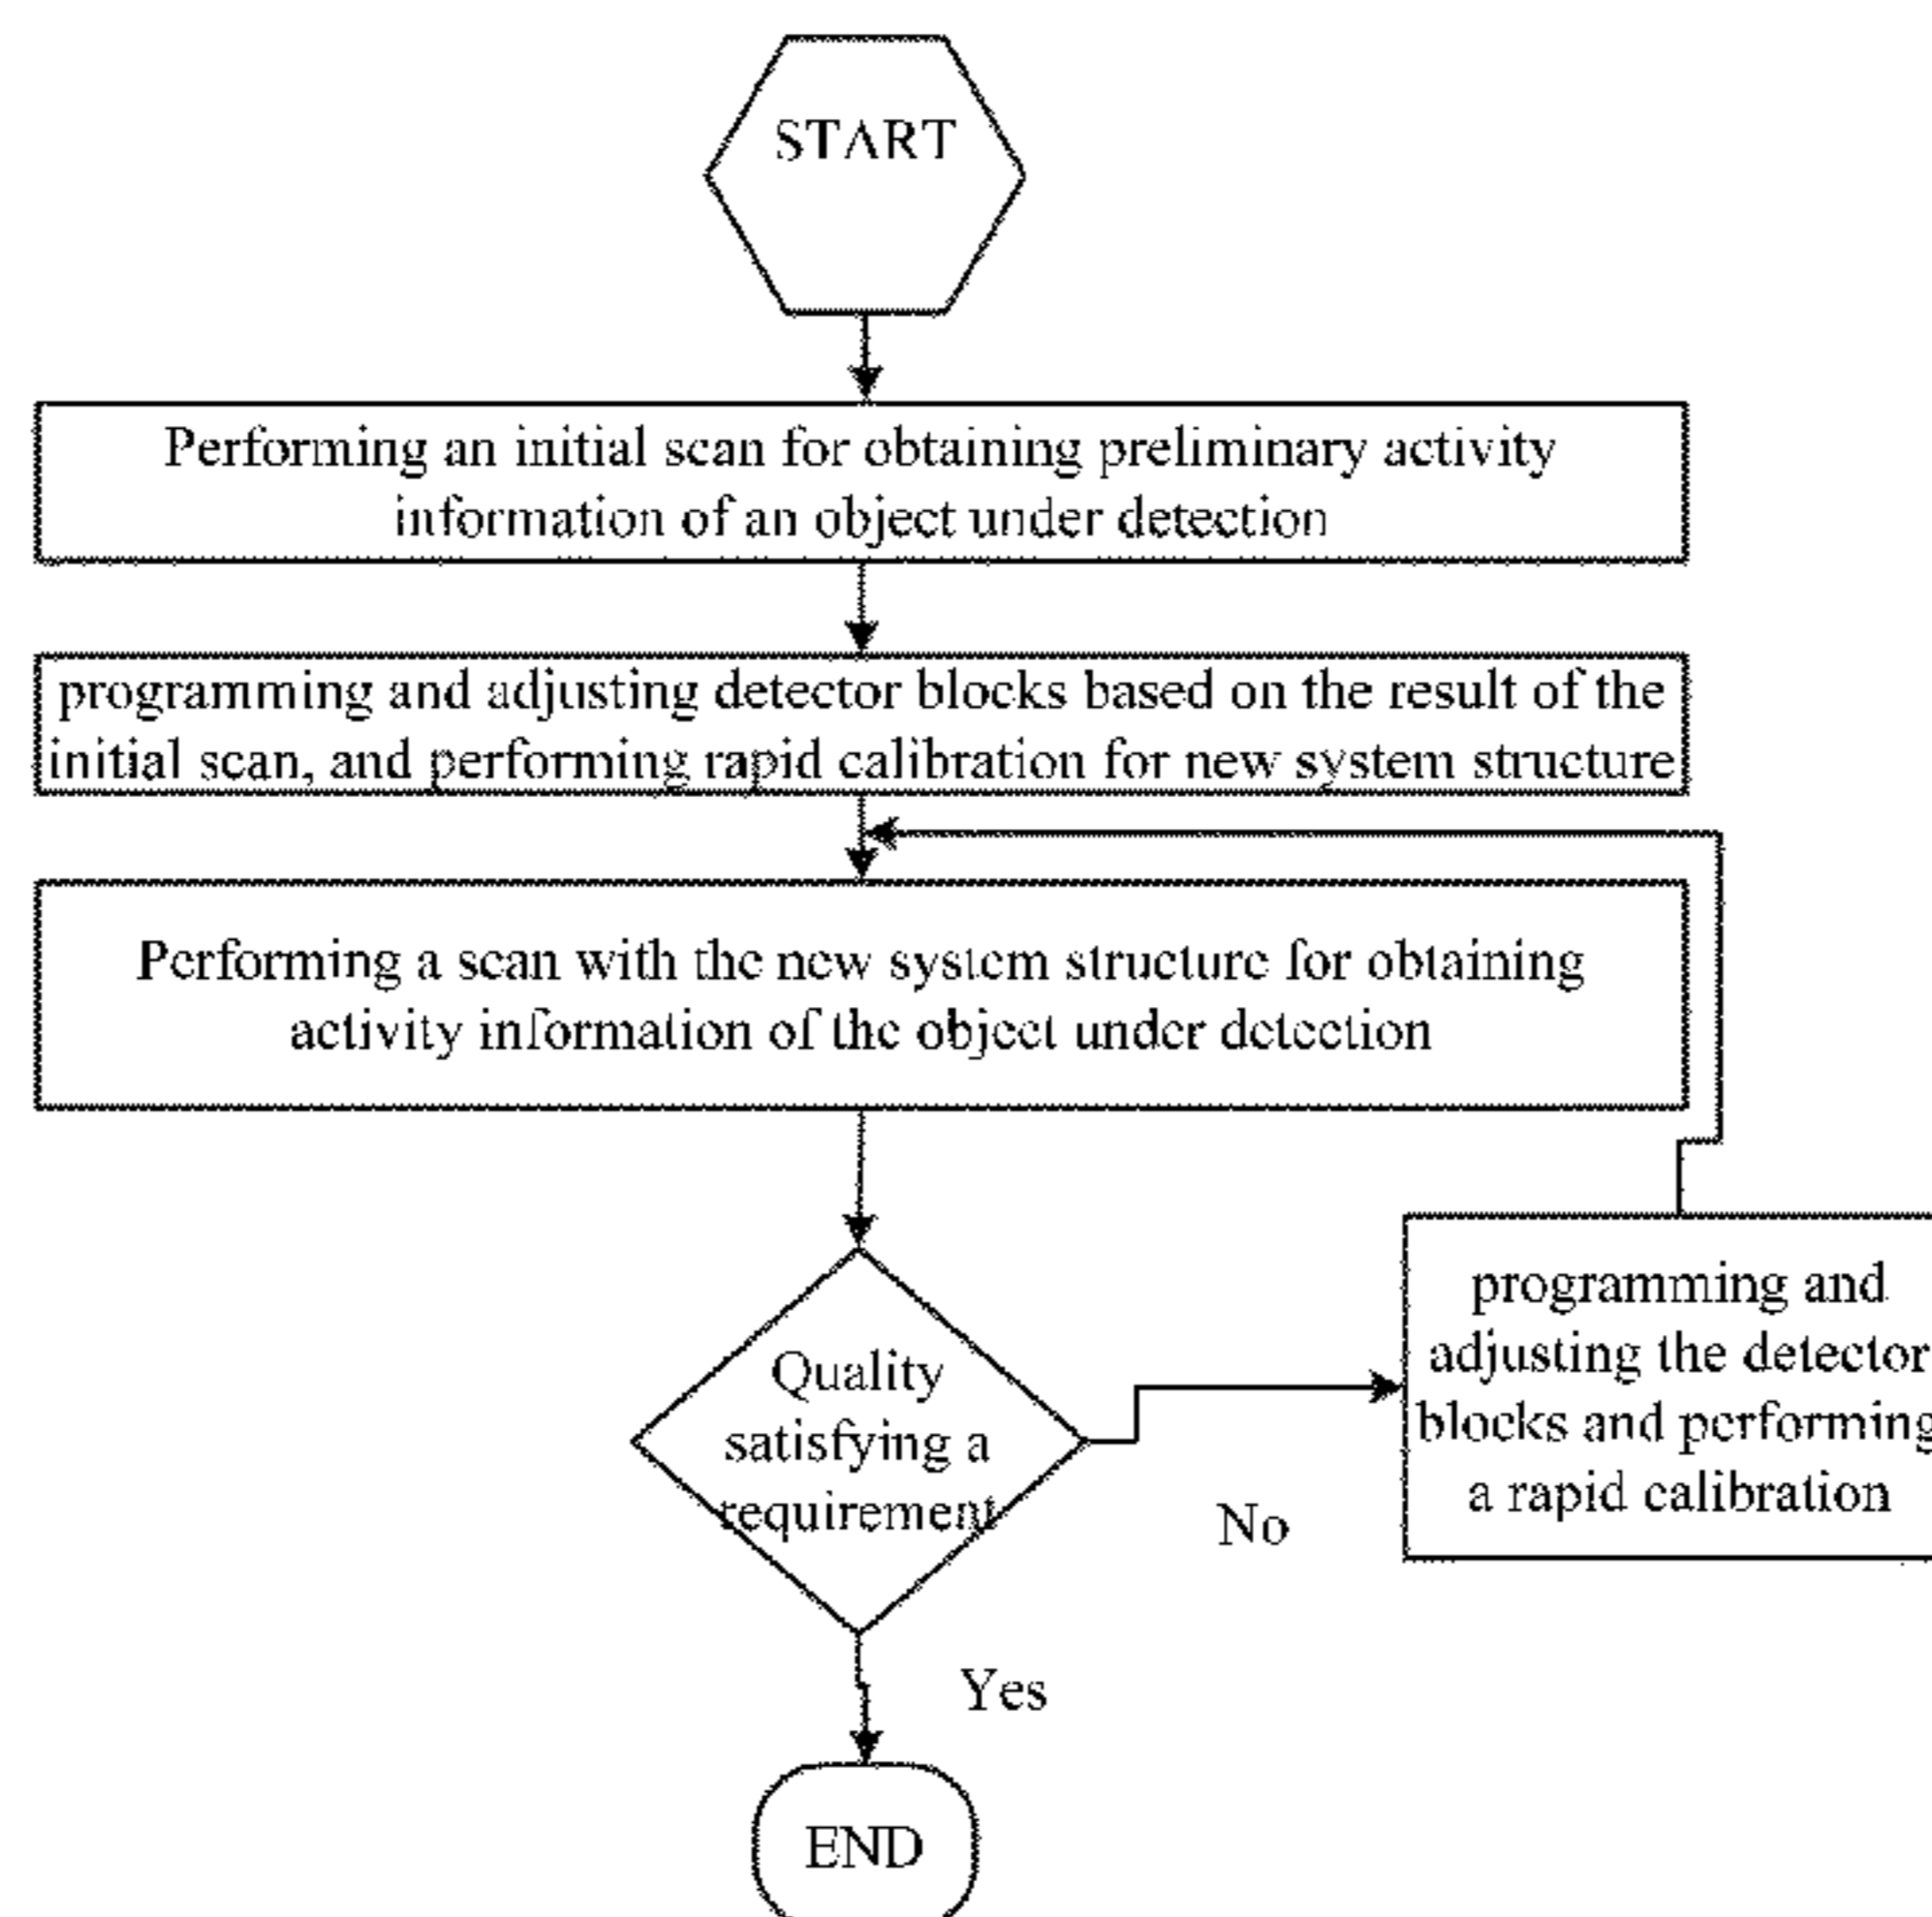 START
Performing an initial scan for obtaining preliminary activity
information of an object under detection
programming and adjusting detector blocks based on the result of the
initial scan, and performing rapid calibration for new system structure
Performing a scan with the new system structure for obtaining
activity information of the object under detection
Quality
satisfying a
requirement
No
programming and
adjusting the detector
blocks and performing
a rapid calibration
Yes
END